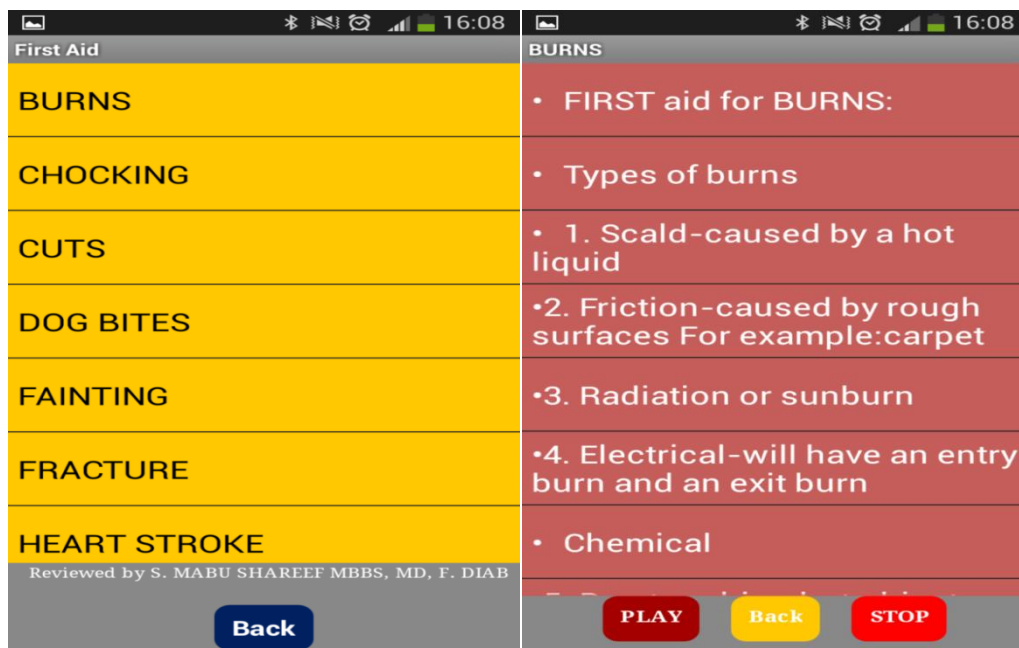 16:08
First Aid
BURNS
CHOCKING
CUTS
DOG BITES
FAINTING
FRACTURE
HEART STROKE
Reviewed by S. MABU SHAREEF MBBS, MD, F. DIAB
Back
16:08
BURNS
• FIRST aid for BURNS:
• Types of burns
• 1. Scald-caused by a hot
liquid
•2. Friction-caused by rough
surfaces For example:carpet
•3. Radiation or sunburn
•4. Electrical-will have an entry
burn and an exit burn
• Chemical
PLAY
Back
STOP